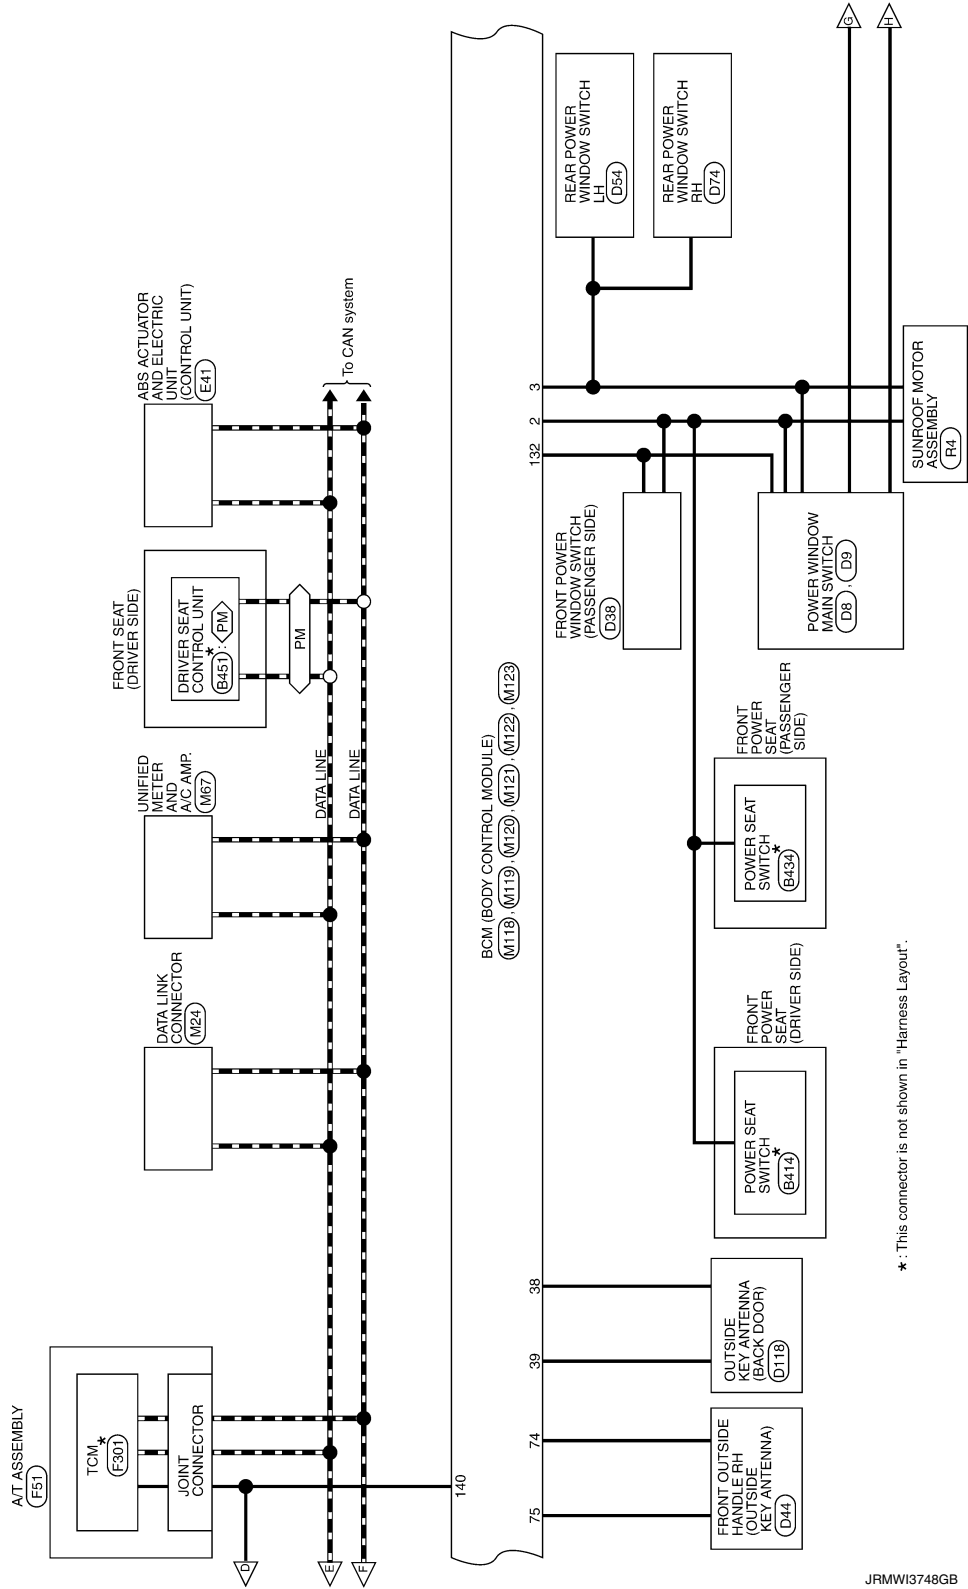 A/T ASSEMBLY
F51
TCM
*
F301
JOINT
CONNECTOR
D
E
F
DATA LINK
CONNECTOR
M24
UNIFIED
METER
AND
A/C AMP.
M67
DATA LINE
DATA LINE
FRONT SEAT
(DRIVER SIDE)
DRIVER SEAT
CONTROL UNIT
*
B451 : PM
PM
ABS ACTUATOR
AND ELECTRIC
UNIT
(CONTROL UNIT)
E41
To CAN system
140
BCM (BODY CONTROL MODULE)
M118 , M119 , M120 , M121 , M122 , M123
75
74
39
38
132
2
3
FRONT OUTSIDE
HANDLE RH
(OUTSIDE
KEY ANTENNA)
D44
OUTSIDE
KEY ANTENNA
(BACK DOOR)
D118
FRONT
POWER
SEAT
(DRIVER SIDE)
POWER SEAT
SWITCH
*
B414
FRONT
POWER
SEAT
(PASSENGER
SIDE)
POWER SEAT
SWITCH
*
B434
FRONT POWER
WINDOW SWITCH
(PASSENGER SIDE)
D38
POWER WINDOW
MAIN SWITCH
D8 , D9
REAR POWER
WINDOW SWITCH
LH
D54
REAR POWER
WINDOW SWITCH
RH
D74
SUNROOF MOTOR
ASSEMBLY
R4
G
H
* : This connector is not shown in "Harness Layout".
JRMWI3748GB